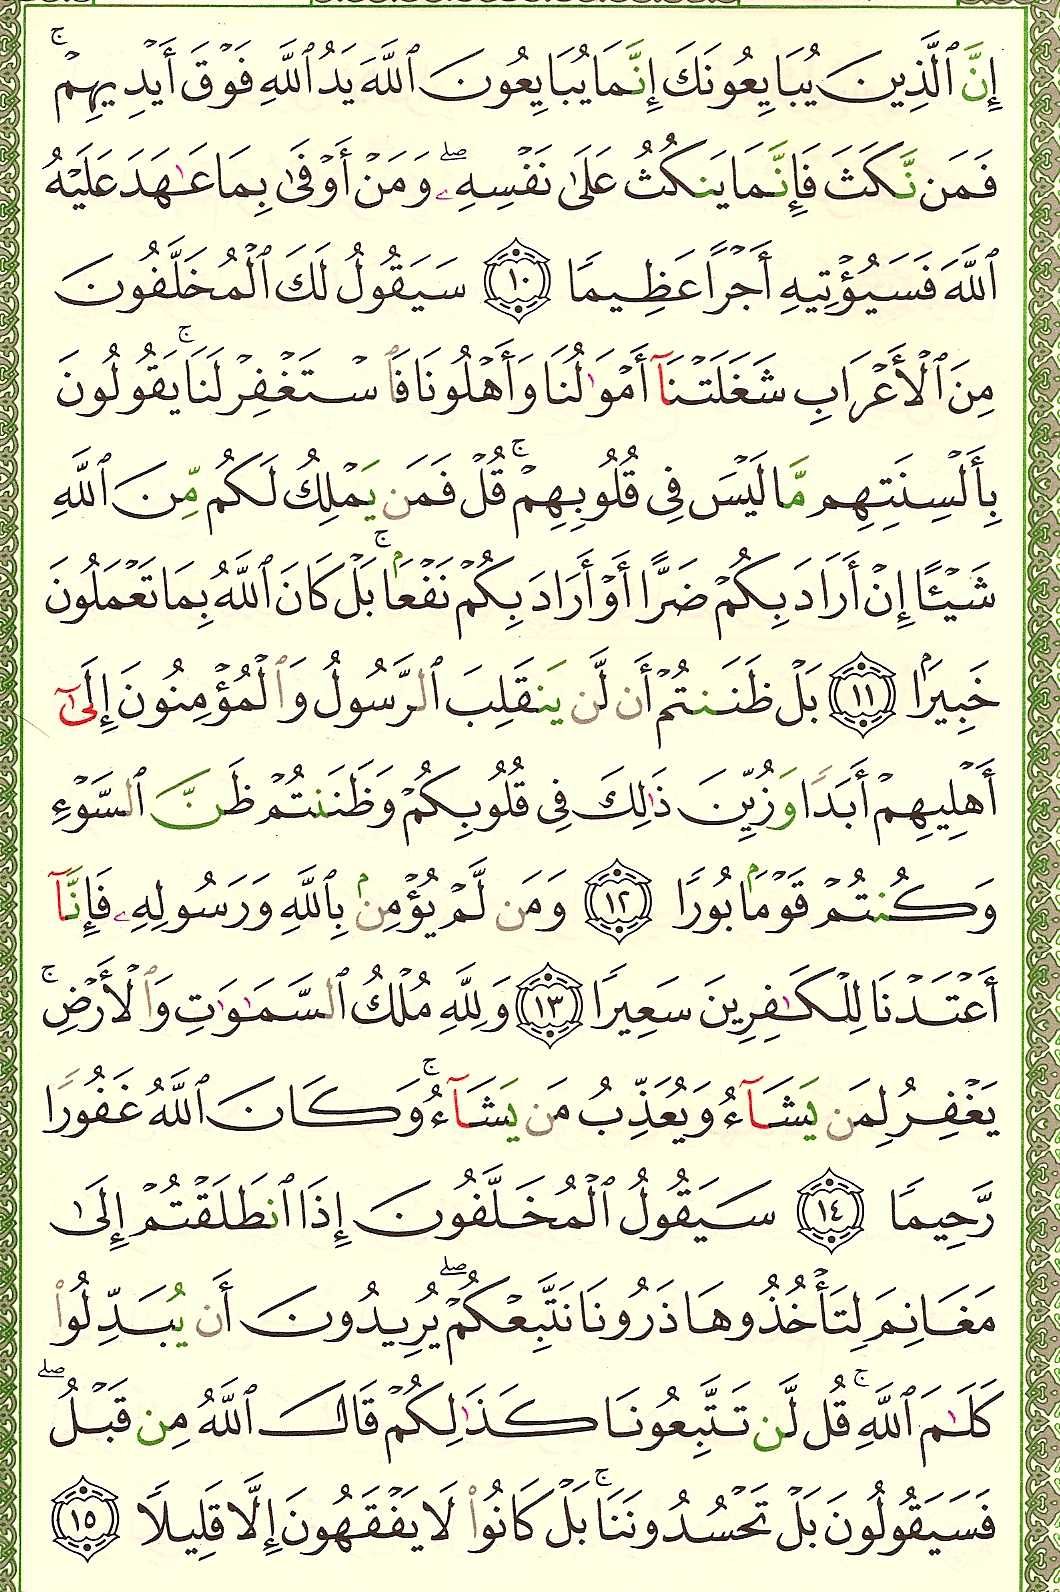 إِنَّ ٱلَّذِينَ يُبَايِعُونَكَ إِنَّمَا يُبَايِعُونَ ٱللَّهَ يَدُ ٱللَّهِ فَوْقَ أَيْدِيهِمْ ۚ
فَمَن نَّكَثَ فَإِنَّمَا يَنكُثُ عَلَىٰ نَفْسِهِۦ ۖ وَمَنْ أَوْفَىٰ بِمَا عَـٰهَدَ عَلَيْهُ
ٱللَّهَ فَسَيُؤْتِيهِ أَجْرًا عَظِيمًا ١٠ سَيَقُولُ لَكَ ٱلْمُخَلَّفُونَ
مِنَ ٱلْأَعْرَابِ شَغَلَتْنَآ أَمْوَٰلُنَا وَأَهْلُونَا فَٱسْتَغْفِرْ لَنَا ۚ يَقُولُونَ
بِأَلْسِنَتِهِم مَّا لَيْسَ فِى قُلُوبِهِمْ ۚ قُلْ فَمَن يَمْلِكُ لَكُم مِّنَ ٱللَّهِ
شَيْـًٔا إِنْ أَرَادَ بِكُمْ ضَرًّا أَوْ أَرَادَ بِكُمْ نَفْعًۢا ۚ بَلْ كَانَ ٱللَّهُ بِمَا تَعْمَلُونَ
خَبِيرًۢا ١١ بَلْ ظَنَنتُمْ أَن لَّن يَنقَلِبَ ٱلرَّسُولُ وَٱلْمُؤْمِنُونَ إِلَىٰٓ
أَهْلِيهِمْ أَبَدًا وَزُيِّنَ ذَٰلِكَ فِى قُلُوبِكُمْ وَظَنَنتُمْ ظَنَّ ٱلسَّوْءِ
وَكُنتُمْ قَوْمًۢا بُورًا ١٢ وَمَن لَّمْ يُؤْمِنۢ بِٱللَّهِ وَرَسُولِهِۦ فَإِنَّآ
أَعْتَدْنَا لِلْكَـٰفِرِينَ سَعِيرًا ١٣ وَلِلَّهِ مُلْكُ ٱلسَّمَـٰوَٰتِ وَٱلْأَرْضِ ۚ
يَغْفِرُ لِمَن يَشَآءُ وَيُعَذِّبُ مَن يَشَآءُ ۚ وَكَانَ ٱللَّهُ غَفُورًا
رَّحِيمًا ١٤ سَيَقُولُ ٱلْمُخَلَّفُونَ إِذَا ٱنطَلَقْتُمْ إِلَىٰ
مَغَانِمَ لِتَأْخُذُوهَا ذَرُونَا نَتَّبِعْكُمْ ۖ يُرِيدُونَ أَن يُبَدِّلُوا۟
كَلَـٰمَ ٱللَّهِ ۚ قُل لَّن تَتَّبِعُونَا كَذَٰلِكُمْ قَالَ ٱللَّهُ مِن قَبْلُ ۖ
فَسَيَقُولُونَ بَلْ تَحْسُدُونَنَا ۚ بَلْ كَانُوا۟ لَا يَفْقَهُونَ إِلَّا قَلِيلًا ١٥